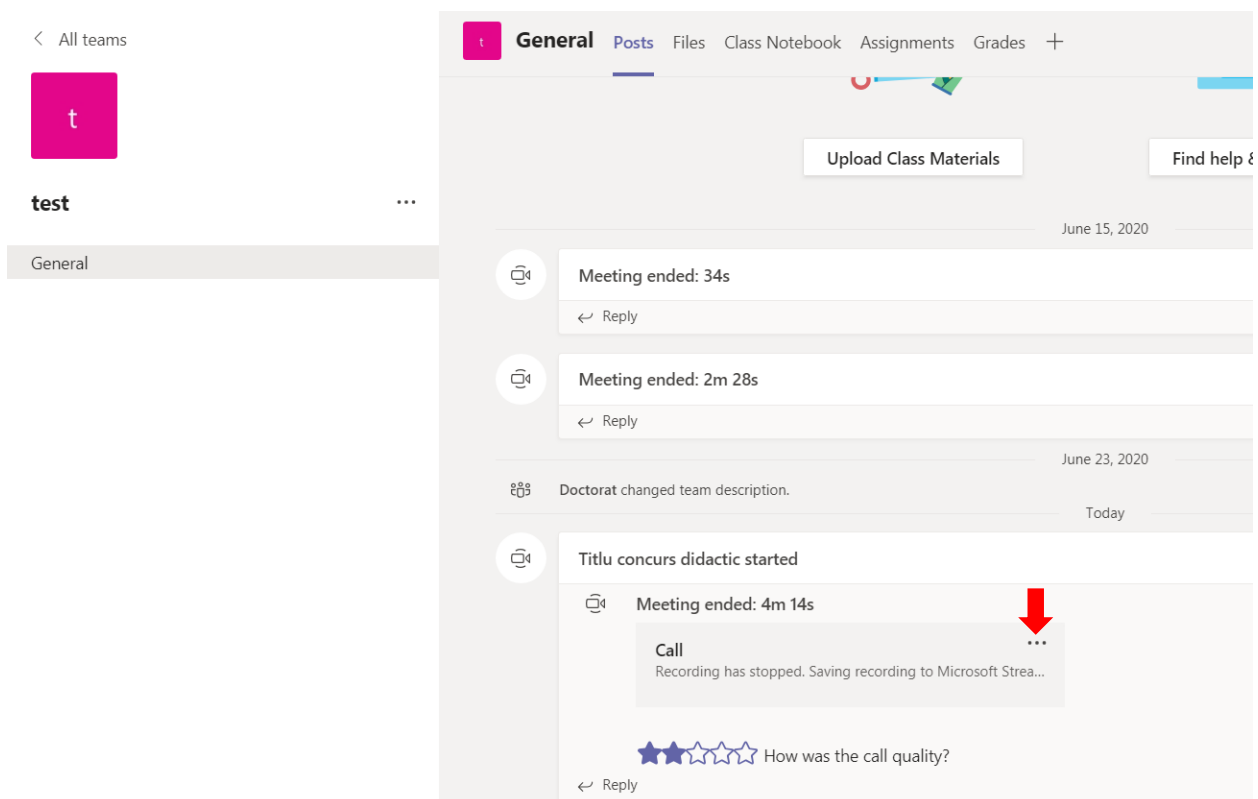 All teams
t
test
General
t
General Posts Files Class Notebook Assignments Grades
Upload Class Materials
Find help &
June 15, 2020
Meeting ended: 34s
Reply
Meeting ended: 2m 28s
Reply
June 23, 2020
Doctorat changed team description.
Today
Titlu concurs didactic started
Meeting ended: 4m 14s
Call
Recording has stopped. Saving recording to Microsoft Strea...
How was the call quality?
Reply